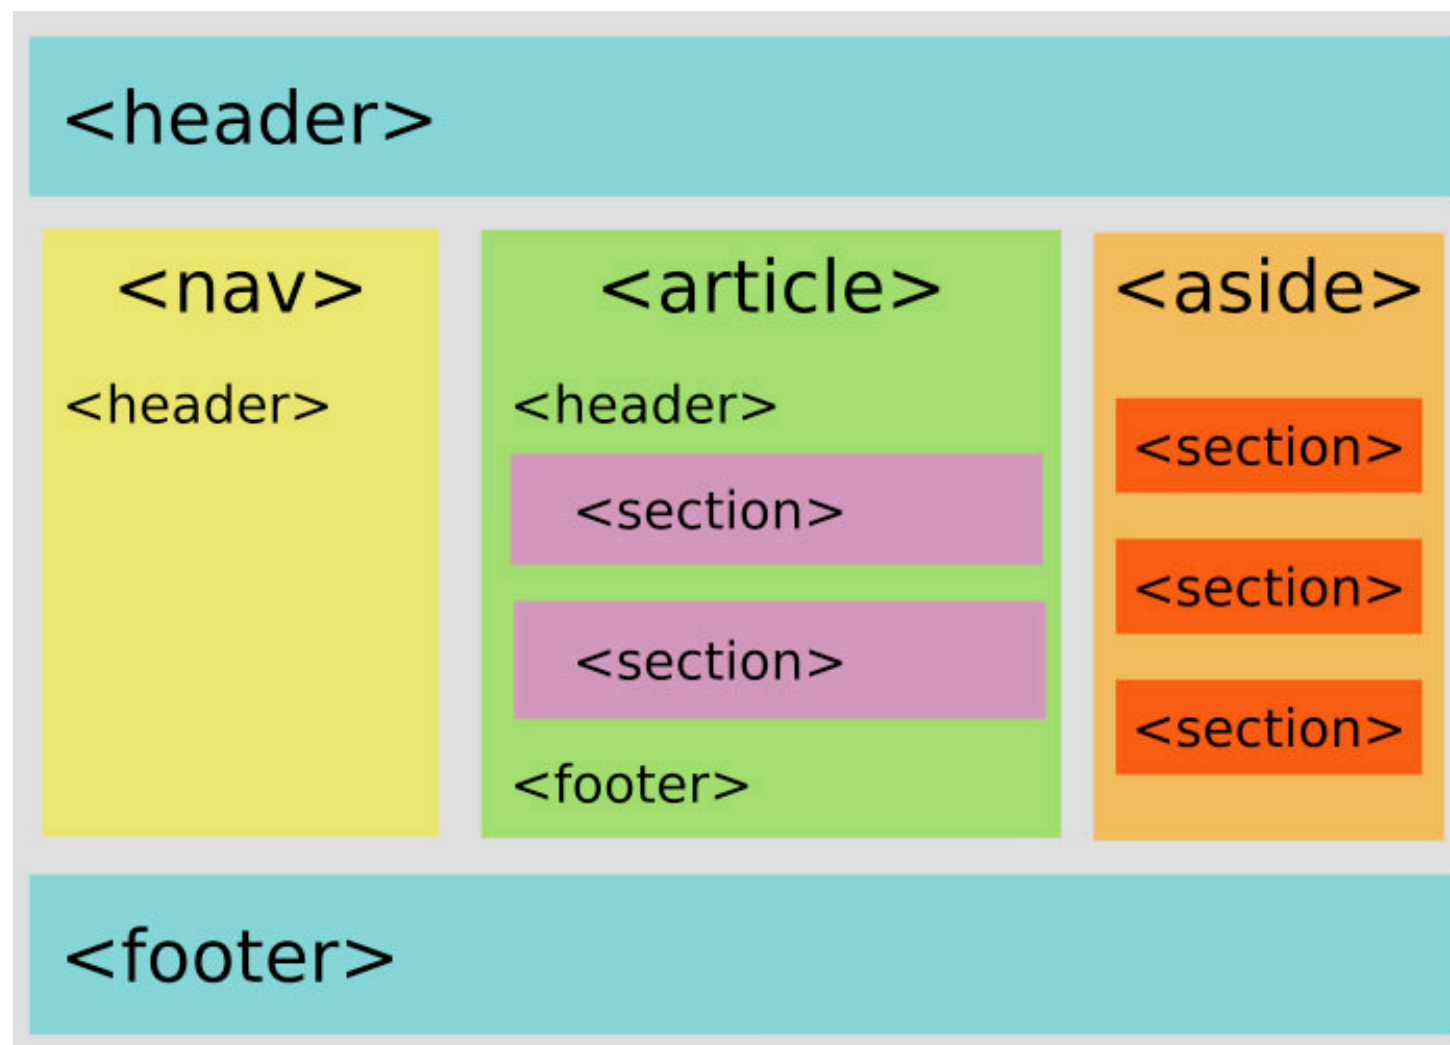 <header>
<nav>
<header>
<article>
<header>
<section>
<section>
<footer>
<aside>
<section>
<section>
<section>
<footer>